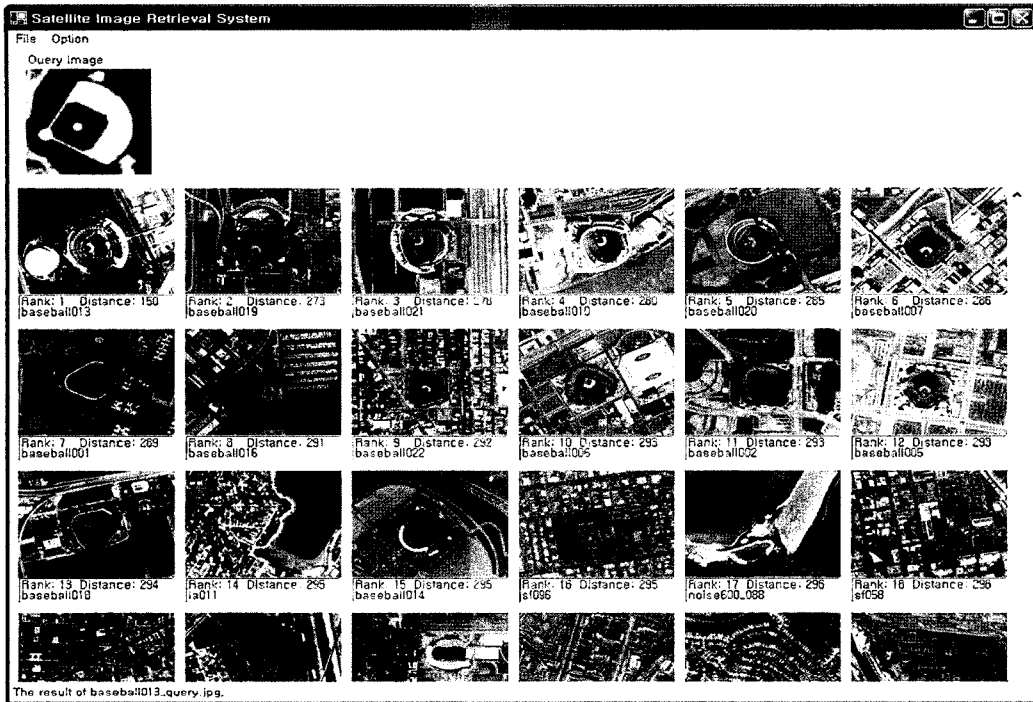 Satellite Image Retrieval System
File Option
Query Image
Rank: 1 Distance: 150
baseball013
Rank: 2 Distance: 273
baseball019
Rank: 3 Distance: 278
baseball021
Rank: 4 Distance: 280
baseball010
Rank: 5 Distance: 285
baseball020
Rank: 6 Distance: 286
baseball007
Rank: 7 Distance: 289
baseball001
Rank: 8 Distance: 291
baseball016
Rank: 9 Distance: 292
baseball022
Rank: 10 Distance: 293
baseball006
Rank: 11 Distance: 293
baseball002
Rank: 12 Distance: 293
baseball005
Rank: 13 Distance: 294
baseball018
Rank: 14 Distance: 295
la011
Rank: 15 Distance: 295
baseball014
Rank: 16 Distance: 295
sf096
Rank: 17 Distance: 296
noise600_088
Rank: 18 Distance: 296
sf058
The result of baseball013_query.jpg.